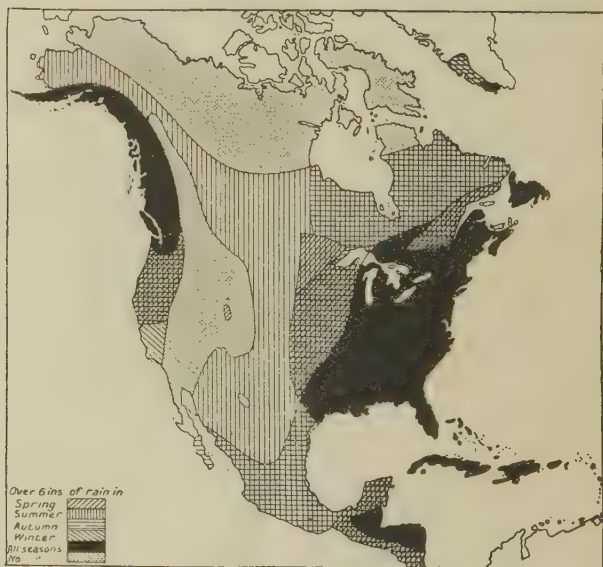 Over 6 ins of rain in
Spring
Summer
Autumn
Winter
All seasons
No "